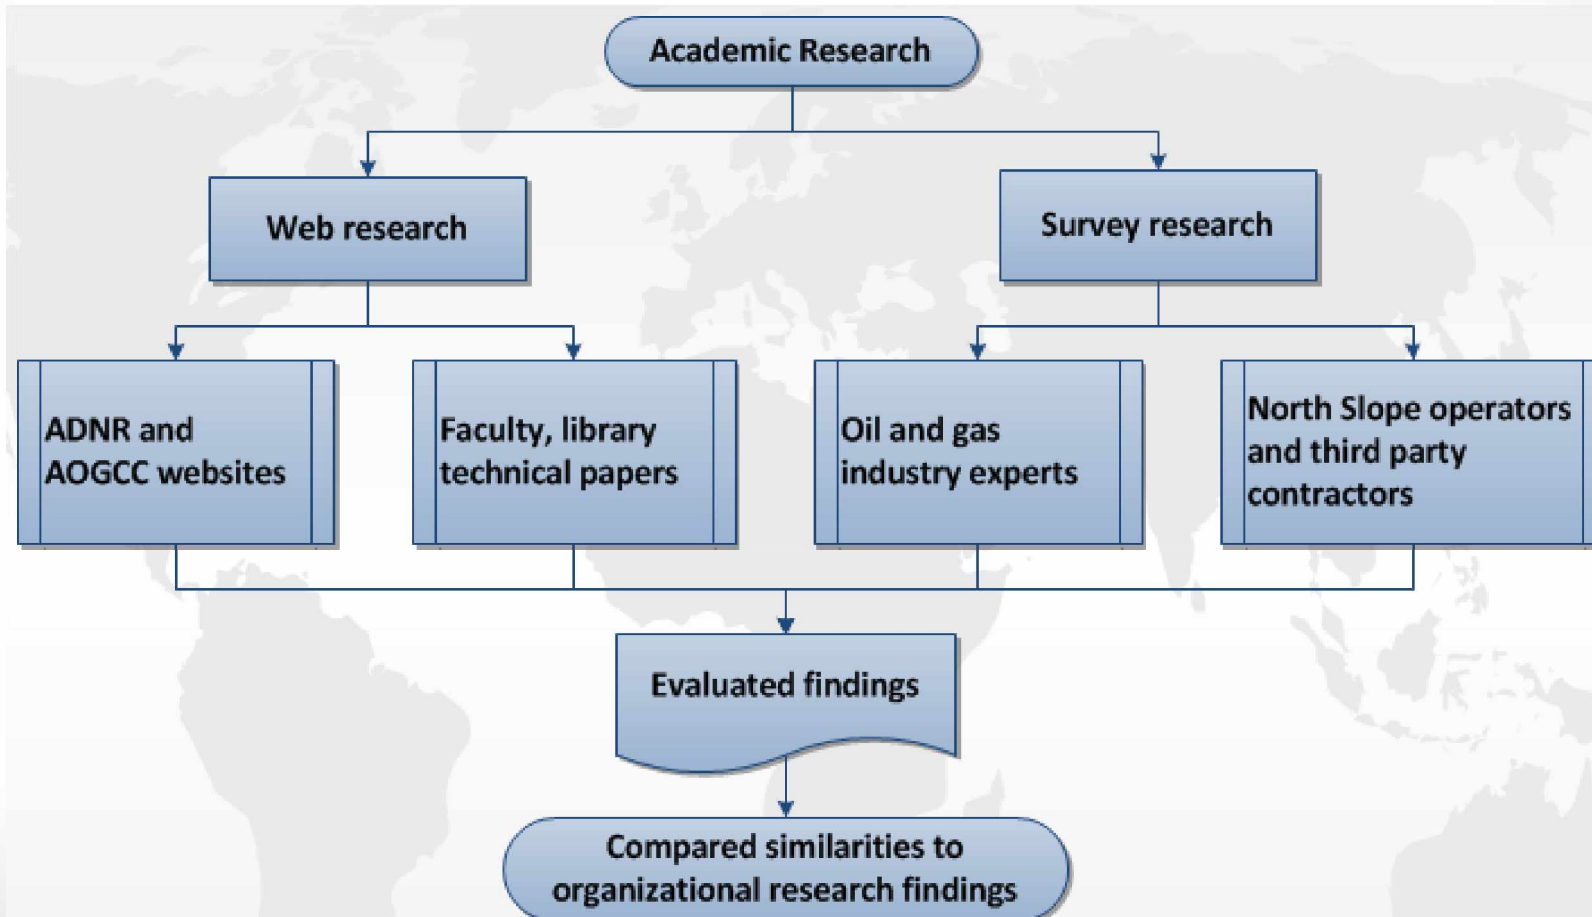 Academic Research
Web research
Survey research
ADNR and
AOGCC websites
Faculty, library
technical papers
Oil and gas
industry experts
North Slope operators
and third party
contractors
Evaluated findings
Compared similarities to
organizational research findings